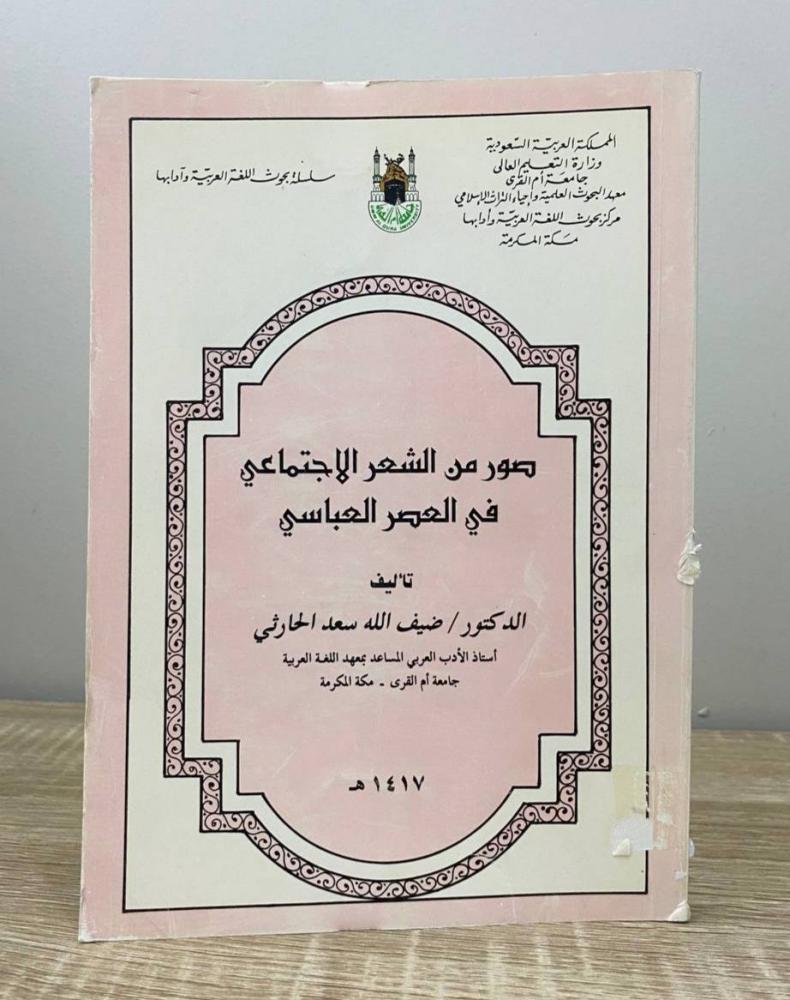 المملكة العربية السعودية
وزارة التعليم العالي
جامعة أم القرى
معهد البحوث العلمية وإحياء التراث الإسلامي
مركز بحوث اللغة العربية وآدابها
مكة المكرمة
سلسلة بحوث اللغة العربية وآدابها
صور من الشعر الاجتماعي
في العصر العباسي
تأليف
الدكتور / ضيف الله سعد الحارثي
أستاذ الأدب العربي المساعد بمعهد اللغة العربية
جامعة أم القرى - مكة المكرمة
١٤١٧ هـ